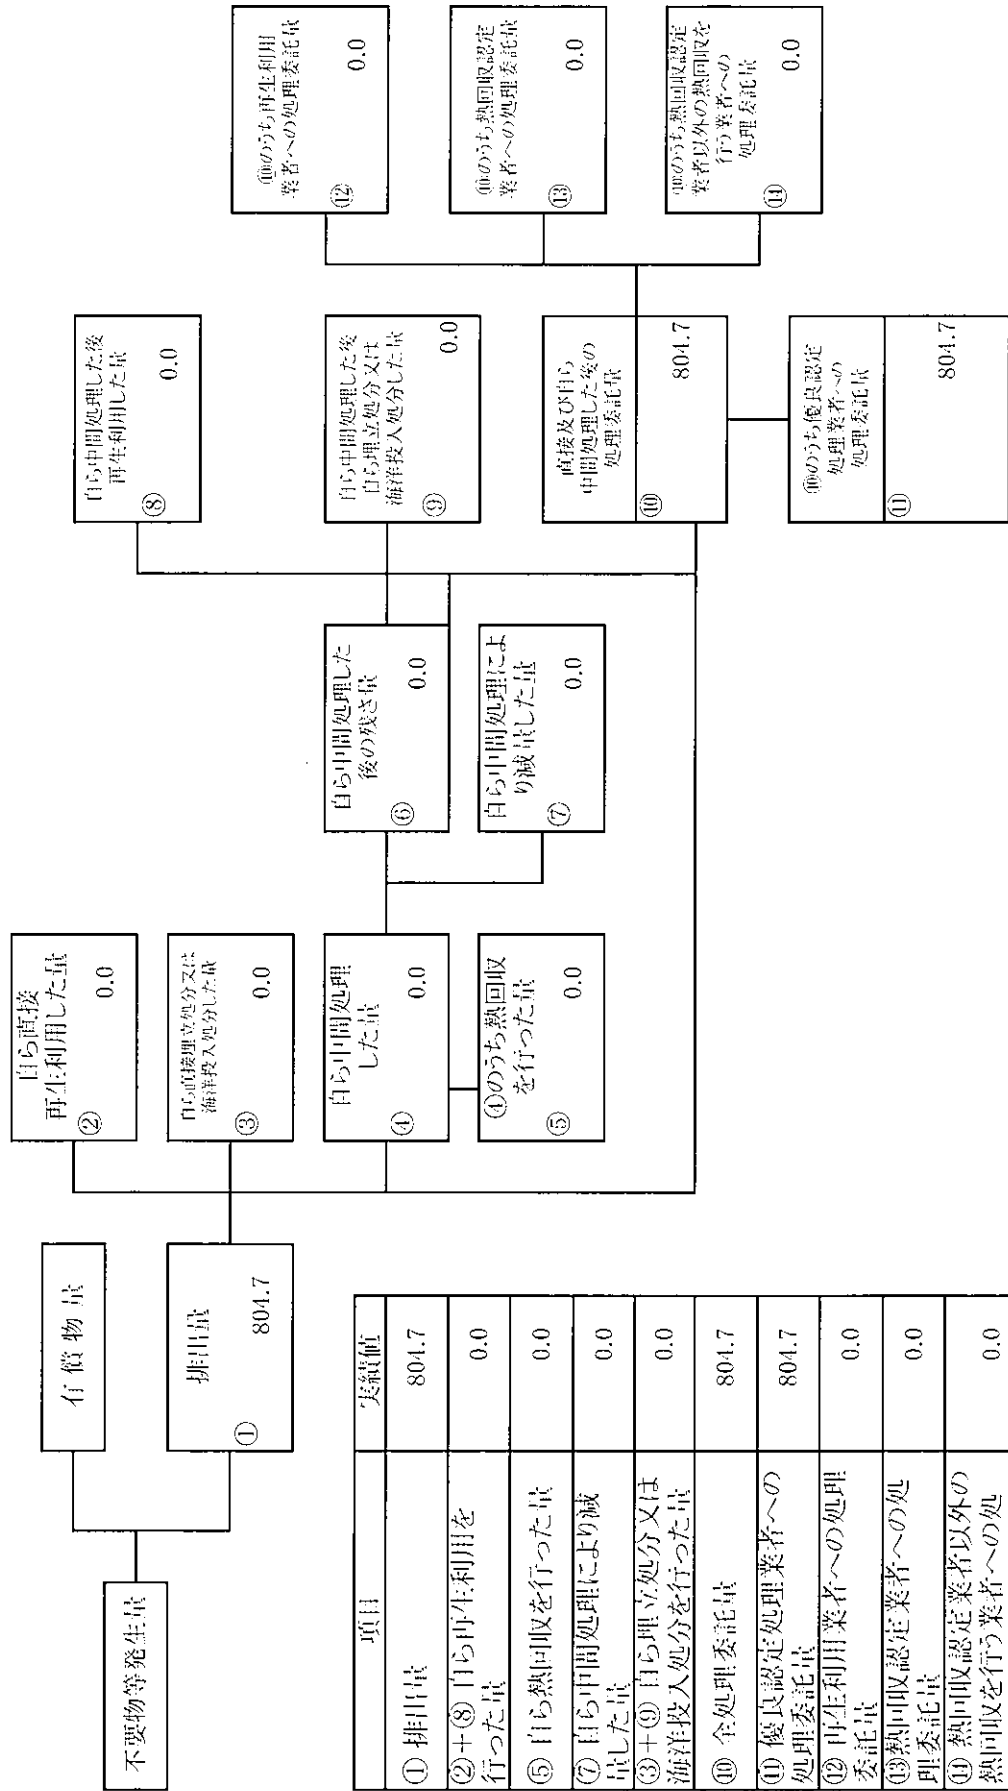 不要物等発生量
有償物量
排出量
①
804.7
自ら直接
再生利用した量
②
0.0
自ら直接埋立処分又は
海洋投入処分した量
③
0.0
自ら中間処理
した量
④
0.0
④のうち熱回収
を行った量
⑤
0.0
自ら中間処理した
後の残さ量
⑥
0.0
自ら中間処理によ
り減量した量
⑦
0.0
自ら中間処理した後
再生利用した量
⑧
0.0
自ら中間処理した後
自ら埋立処分又は
海洋投入処分した量
⑨
0.0
直接及び自ら
中間処理した後の
処理委託量
⑩
804.7
⑩のうち優良認定
処理業者への
処理委託量
⑪
804.7
⑩のうち再生利用
業者への処理委託量
⑫
0.0
⑩のうち熱回収認定
業者への処理委託量
⑬
0.0
⑩のうち熱回収認定
業者以外の熱回収を
行う業者への
処理委託量
⑭
0.0
項目 実績値
① 排出量 804.7
②+⑧ 自ら再生利用を
行った量 0.0
⑤ 自ら熱回収を行った量 0.0
⑦ 自ら中間処理により減
量した量 0.0
③+⑨ 自ら埋立処分又は
海洋投入処分を行った量 0.0
⑩ 全処理委託量 804.7
⑪ 優良認定処理業者への
処理委託量 804.7
⑫ 再生利用業者への処理
委託量 0.0
⑬熱回収認定業者への処
理委託量 0.0
⑭ 熱回収認定業者以外の
熱回収を行う業者への処 0.0